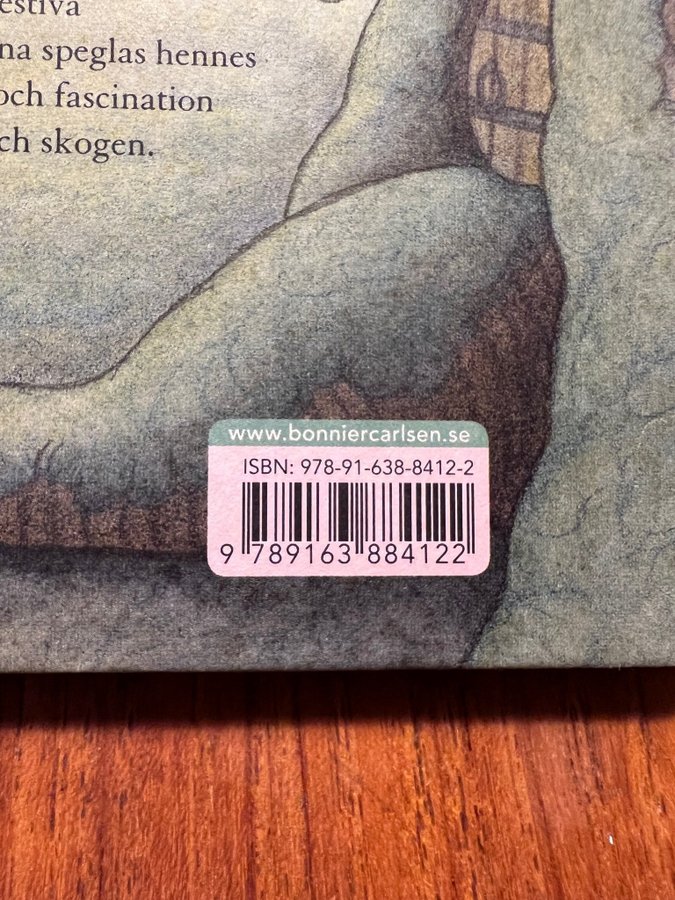 estiva
na speglas hennes
och fascination
ch skogen.
www.bonniercarlsen.se
ISBN: 978-91-638-8412-2
9 789163 884122